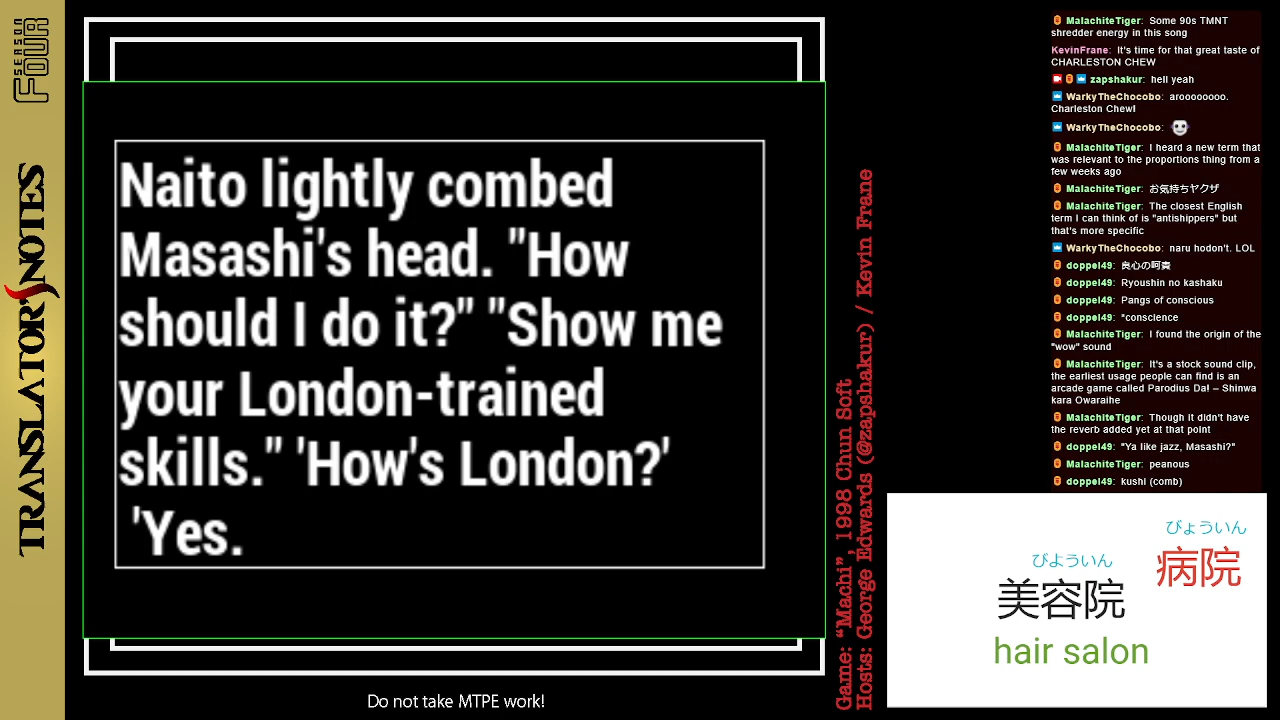 SEASON
FOUR
TRANSLATOR'S NOTES
Naito lightly combed
Masashi's head. "How
should I do it?" "Show me
your London-trained
skills." 'How's London?'
'Yes.
Do not take MTPE work!
Game: "Machi", 1998 Chun Soft
Hosts: George Edwards (@zapshakur) / Kevin Frane
MalachiteTiger: Some 90s TMNT
shredder energy in this song
KevinFrane: It's time for that great taste of
CHARLESTON CHEW
zapshakur: hell yeah
WarkyTheChocobo: aroooooooo.
Charleston Chew!
WarkyTheChocobo:
MalachiteTiger: I heard a new term that
was relevant to the proportions thing from a
few weeks ago
MalachiteTiger: お気持ちヤクザ
MalachiteTiger: The closest English
term I can think of is "antishippers" but
that's more specific
WarkyTheChocobo: naru hodon't. LOL
doppel49: 良心の呵責
doppel49: Ryoushin no kashaku
doppel49: Pangs of conscious
doppel49: *conscience
MalachiteTiger: I found the origin of the
"wow" sound
MalachiteTiger: It's a stock sound clip,
the earliest usage people can find is an
arcade game called Parodius Da! – Shinwa
kara Owaraihe
MalachiteTiger: Though it didn't have
the reverb added yet at that point
doppel49: "Ya like jazz, Masashi?"
MalachiteTiger: peanous
doppel49: kushi (comb)
びょういん
病院
びよういん
美容院
hair salon